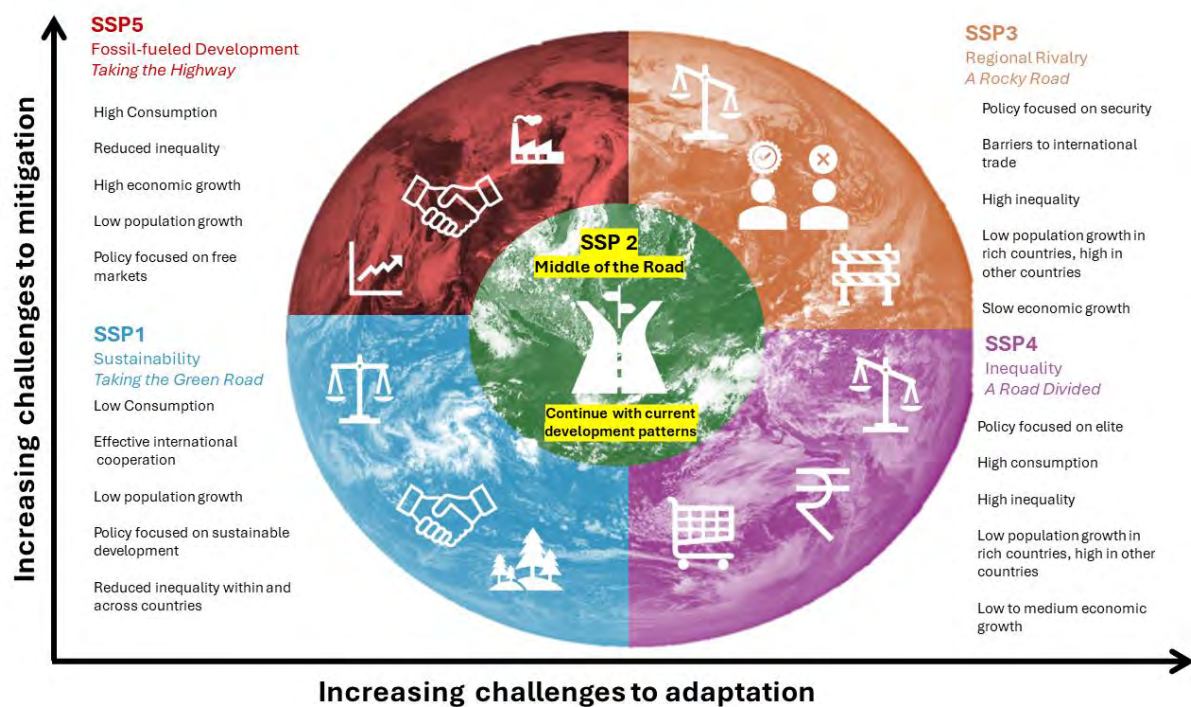 SSP5
Fossil-fueled Development
Taking the Highway
High Consumption
Reduced inequality
High economic growth
Low population growth
Policy focused on free
markets
SSP1
Sustainability
Taking the Green Road
Low Consumption
Effective international
cooperation
Low population growth
Policy focused on sustainable
development
Reduced inequality within and
across countries
SSP 2
Middle of the Road
Continue with current
development patterns
₹
SSP3
Regional Rivalry
A Rocky Road
Policy focused on security
Barriers to international
trade
High inequality
Low population growth in
rich countries, high in
other countries
Slow economic growth
SSP4
Inequality
A Road Divided
Policy focused on elite
High consumption
High inequality
Low population growth in
rich countries, high in other
countries
Low to medium economic
growth
Increasing challenges to mitigation
Increasing challenges to adaptation